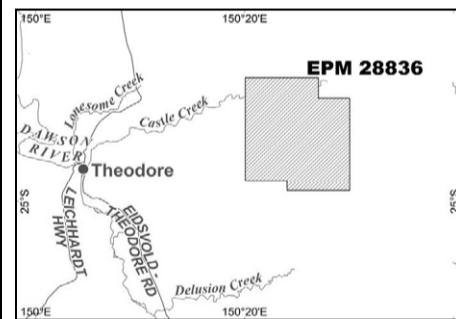 150°E
150°20'E
EPM 28836
Lonesome Creek
Castle Creek
DAWSON
RIVER
Theodore
25°S
25°S
LEICHHARDT
HWY
EIDSVOLD -
THEODORE RD
Delusion Creek
150°E
150°20'E